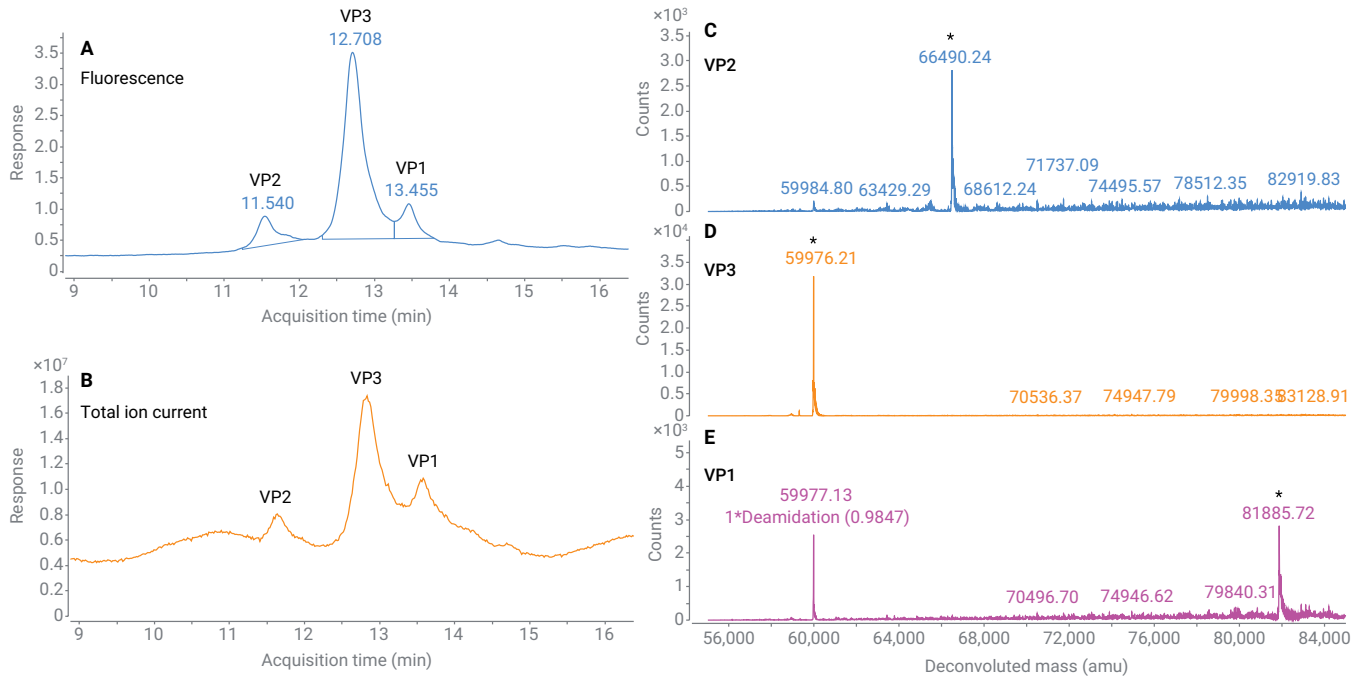 A
Fluorescence
VP3
12.708
VP2
11.540
VP1
13.455
Response
3.5
3.0
2.5
2.0
1.5
1.0
0.5
0
9 10 11 12 13 14 15 16
Acquisition time (min)
×10⁷
B
Total ion current
VP3
VP2
VP1
Response
1.8
1.6
1.4
1.2
1.0
0.8
0.6
0.4
0.2
0
9 10 11 12 13 14 15 16
Acquisition time (min)
×10³
C
VP2
*
66490.24
59984.80 63429.29 68612.24 71737.09 74495.57 78512.35 82919.83
Counts
3.5
3.0
2.5
2.0
1.5
1.0
0.5
0
×10⁴
D
VP3
*
59976.21
70536.37 74947.79 79998.35 83128.91
Counts
3.5
3.0
3.5
2.0
1.5
1.0
0.5
0
×10³
E
VP1
59977.13
1*Deamidation (0.9847)
*
81885.72
70496.70 74946.62 79840.31
Counts
5
4
3
2
1
0
56,000 60,000 64,000 68,000 72,000 76,000 80,000 84,000
Deconvoluted mass (amu)